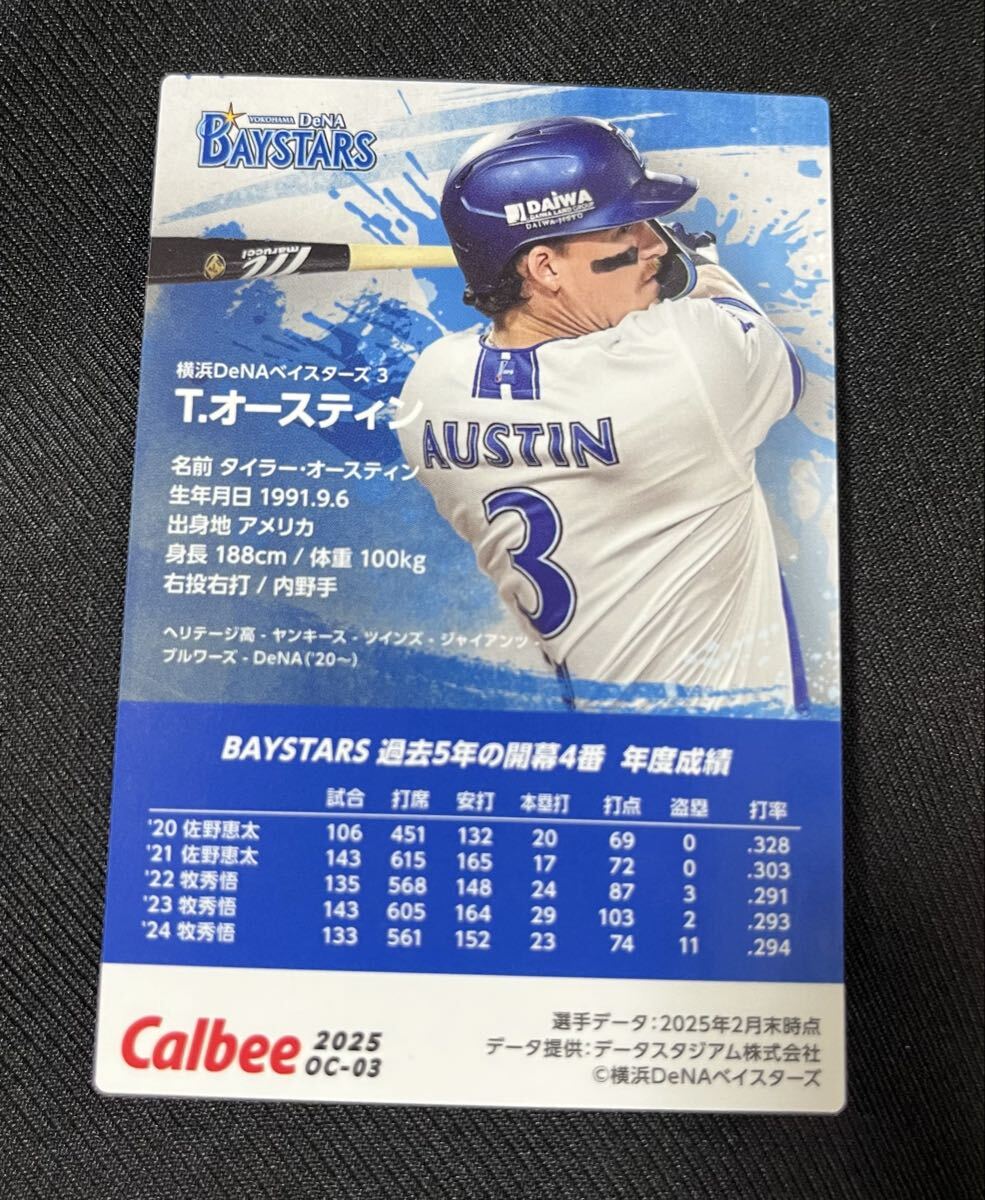 YOKOHAMA DeNA
BAYSTARS
DAIWA
DAIWA LEASE GROUP
DAIWA-JISYO
marucci
横浜DeNAベイスターズ 3
T.オースティン
AUSTIN
3
名前 タイラー・オースティン
生年月日 1991.9.6
出身地 アメリカ
身長 188cm / 体重 100kg
右投右打 / 内野手
ヘリテージ高 - ヤンキース - ツインズ - ジャイアンツ -
ブルワーズ - DeNA('20~)
BAYSTARS 過去5年の開幕4番 年度成績
試合 打席 安打 本塁打 打点 盗塁 打率
'20 佐野恵太 106 451 132 20 69 0 .328
'21 佐野恵太 143 615 165 17 72 0 .303
'22 牧秀悟 135 568 148 24 87 3 .291
'23 牧秀悟 143 605 164 29 103 2 .293
'24 牧秀悟 133 561 152 23 74 11 .294
Calbee 2025
OC-03
選手データ:2025年2月末時点
データ提供:データスタジアム株式会社
©横浜DeNAベイスターズ